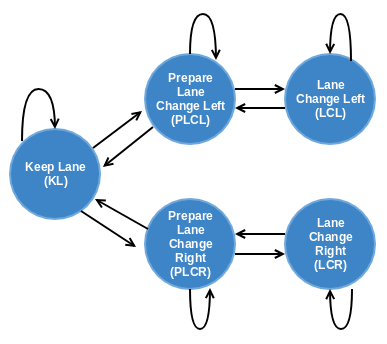 Keep Lane
(KL)
Prepare
Lane
Change Left
(PLCL)
Lane
Change Left
(LCL)
Prepare
Lane
Change
Right
(PLCR)
Lane
Change
Right
(LCR)